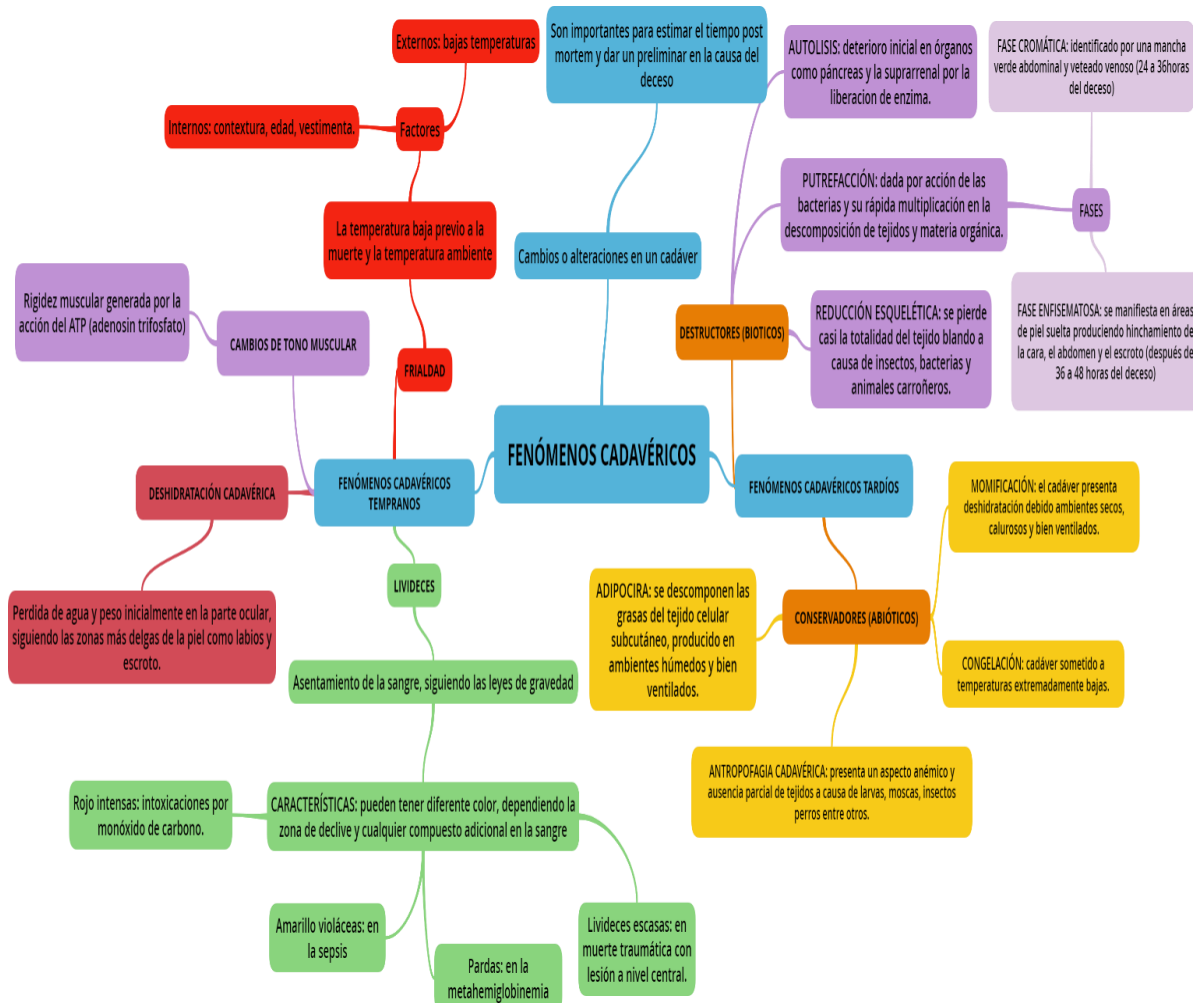 FENÓMENOS CADAVÉRICOS
Cambios o alteraciones en un cadáver
Son importantes para estimar el tiempo post
mortem y dar un preliminar en la causa del
deceso
FENÓMENOS CADAVÉRICOS
TEMPRANOS
FRIALDAD
La temperatura baja previo a la
muerte y la temperatura ambiente
Factores
Externos: bajas temperaturas
Internos: contextura, edad, vestimenta.
CAMBIOS DE TONO MUSCULAR
Rigidez muscular generada por la
acción del ATP (adenosin trifosfato)
DESHIDRATACIÓN CADAVÉRICA
Perdida de agua y peso inicialmente en la parte ocular,
siguiendo las zonas más delgas de la piel como labios y
escroto.
LIVIDECES
Asentamiento de la sangre, siguiendo las leyes de gravedad
CARACTERÍSTICAS: pueden tener diferente color, dependiendo la
zona de declive y cualquier compuesto adicional en la sangre
Rojo intensas: intoxicaciones por
monóxido de carbono.
Amarillo violáceas: en
la sepsis
Pardas: en la
metahemiglobinemia
Livideces escasas: en
muerte traumática con
lesión a nivel central.
FENÓMENOS CADAVÉRICOS TARDÍOS
DESTRUCTORES (BIOTICOS)
AUTOLISIS: deterioro inicial en órganos
como páncreas y la suprarrenal por la
liberacion de enzima.
PUTREFACCIÓN: dada por acción de las
bacterias y su rápida multiplicación en la
descomposición de tejidos y materia orgánica.
FASES
FASE CROMÁTICA: identificado por una mancha
verde abdominal y veteado venoso (24 a 36horas
del deceso)
FASE ENFISEMATOSA: se manifiesta en áreas
de piel suelta produciendo hinchamiento de
la cara, el abdomen y el escroto (después de
36 a 48 horas del deceso)
REDUCCIÓN ESQUELÉTICA: se pierde
casi la totalidad del tejido blando a
causa de insectos, bacterias y
animales carroñeros.
CONSERVADORES (ABIÓTICOS)
MOMIFICACIÓN: el cadáver presenta
deshidratación debido ambientes secos,
calurosos y bien ventilados.
ADIPOCIRA: se descomponen las
grasas del tejido celular
subcutáneo, producido en
ambientes húmedos y bien
ventilados.
CONGELACIÓN: cadáver sometido a
temperaturas extremadamente bajas.
ANTROPOFAGIA CADAVÉRICA: presenta un aspecto anémico y
ausencia parcial de tejidos a causa de larvas, moscas, insectos
perros entre otros.